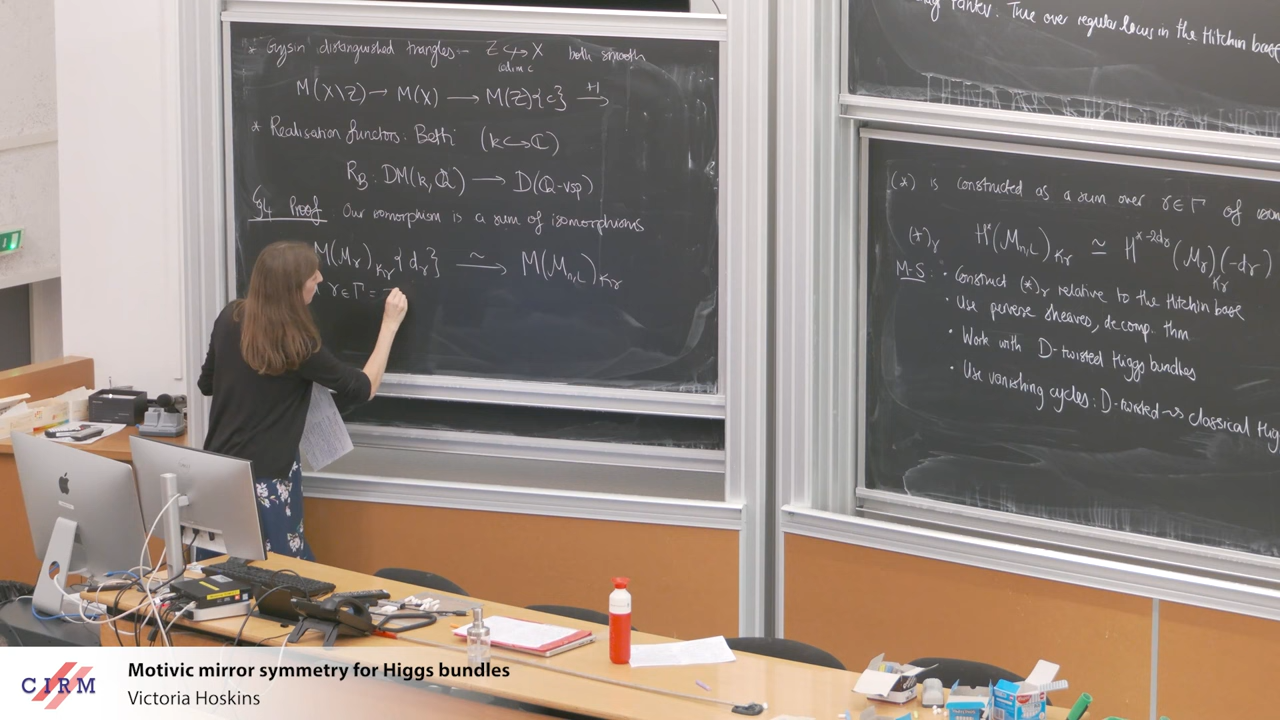 * Gysin distinguished triangles:- Z ↪ X both smooth
codim c
M(X\Z) → M(X) → M(Z){c} +1→
* Realisation functors: Betti (k ↪ ℂ)
R_B : DM(k, ℚ) → D(ℚ-vsp)
§4 Proof Our isomorphism is a sum of isomorphisms
M(M_γ)_{κ_γ}{d_γ} ~→ M(M_{n,L})_{κ_γ}
γ ∈ Γ =
True over regular locus in the Hitchin base
(*) is constructed as a sum over γ ∈ Γ of
(*)_γ H*(M_{n,L})_{κ_γ} ≃ H^{*-2d_γ}(M_γ)_{κ_γ}(-d_γ)
M-S: · Construct (*)_γ relative to the Hitchin base
· Use perverse sheaves, decomp. thm
· Work with D-twisted Higgs bundles
· Use vanishing cycles: D-twisted ⇝ classical
CIRM
Motivic mirror symmetry for Higgs bundles
Victoria Hoskins